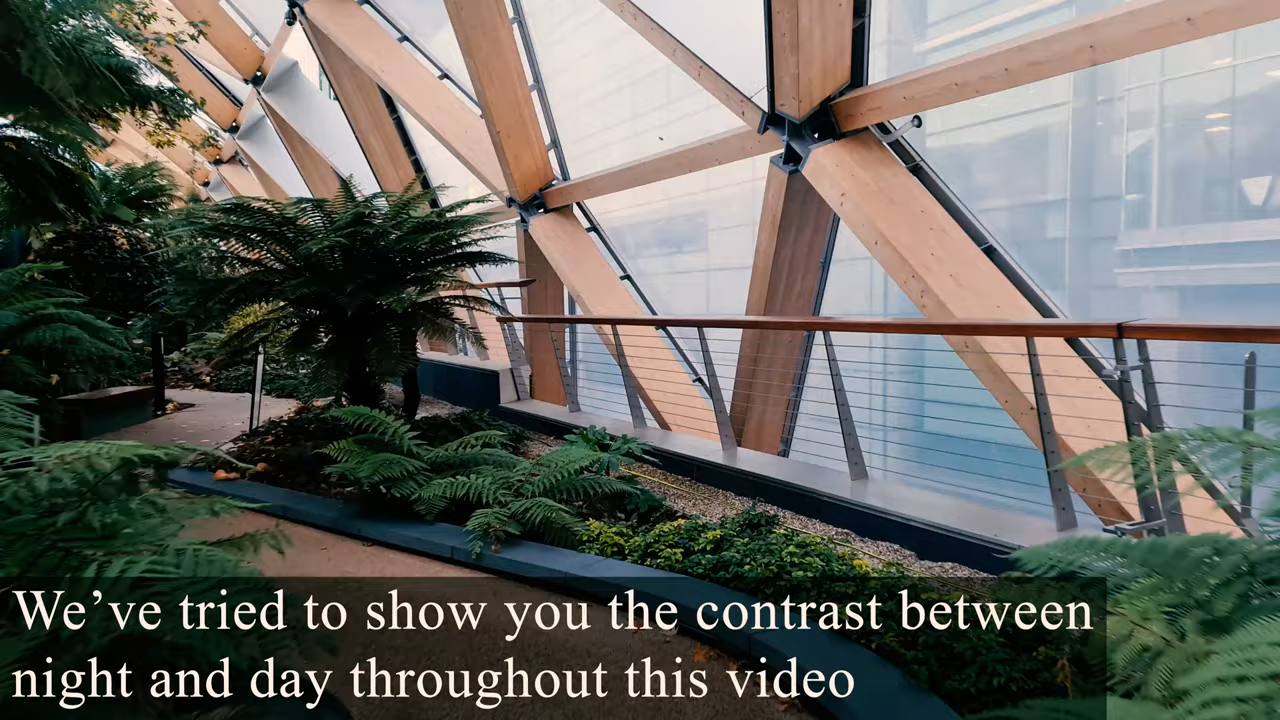 We’ve tried to show you the contrast between
night and day throughout this video